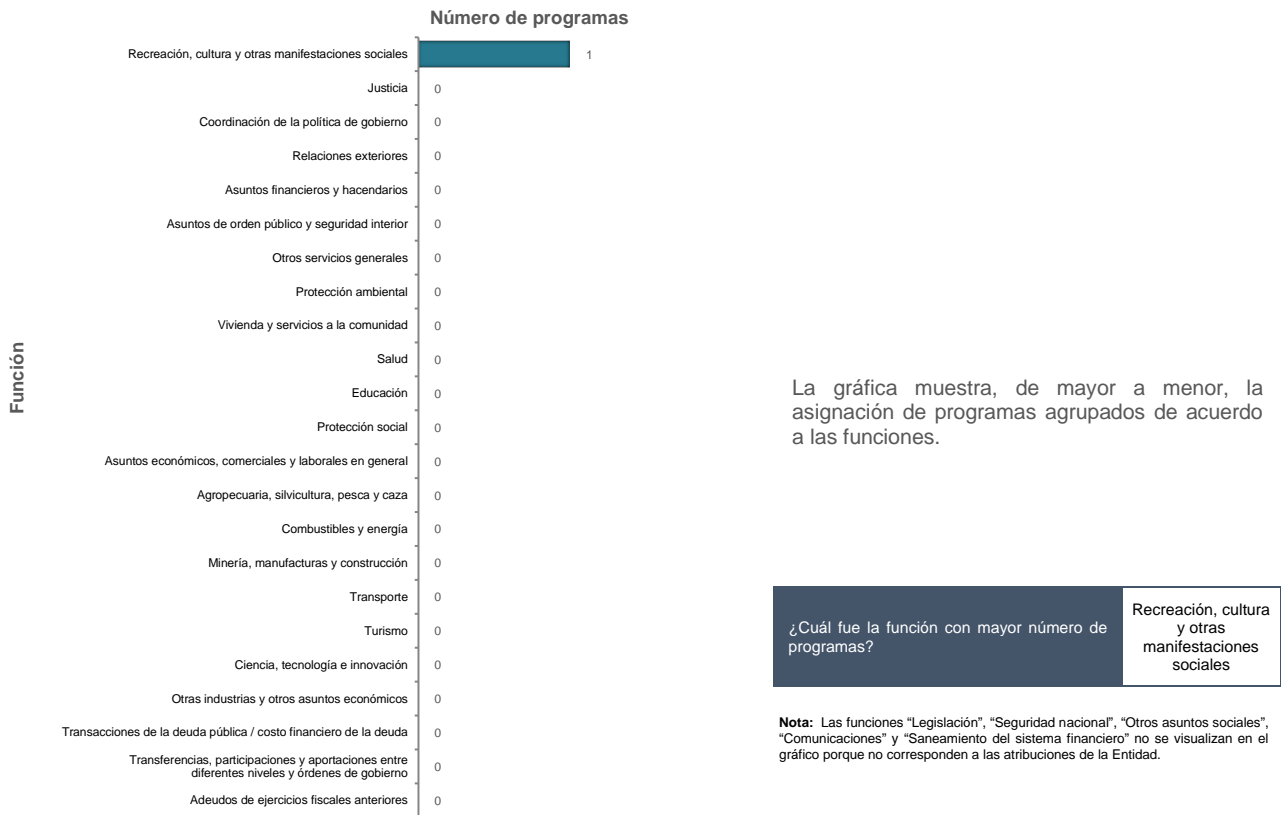 Número de programas
Función
Recreación, cultura y otras manifestaciones sociales 1
Justicia 0
Coordinación de la política de gobierno 0
Relaciones exteriores 0
Asuntos financieros y hacendarios 0
Asuntos de orden público y seguridad interior 0
Otros servicios generales 0
Protección ambiental 0
Vivienda y servicios a la comunidad 0
Salud 0
Educación 0
Protección social 0
Asuntos económicos, comerciales y laborales en general 0
Agropecuaria, silvicultura, pesca y caza 0
Combustibles y energía 0
Minería, manufacturas y construcción 0
Transporte 0
Turismo 0
Ciencia, tecnología e innovación 0
Otras industrias y otros asuntos económicos 0
Transacciones de la deuda pública / costo financiero de la deuda 0
Transferencias, participaciones y aportaciones entre
diferentes niveles y órdenes de gobierno 0
Adeudos de ejercicios fiscales anteriores 0
La gráfica muestra, de mayor a menor, la
asignación de programas agrupados de acuerdo
a las funciones.
¿Cuál fue la función con mayor número de
programas?
Recreación, cultura
y otras
manifestaciones
sociales
Nota: Las funciones “Legislación”, “Seguridad nacional”, “Otros asuntos sociales”,
“Comunicaciones” y “Saneamiento del sistema financiero” no se visualizan en el
gráfico porque no corresponden a las atribuciones de la Entidad.